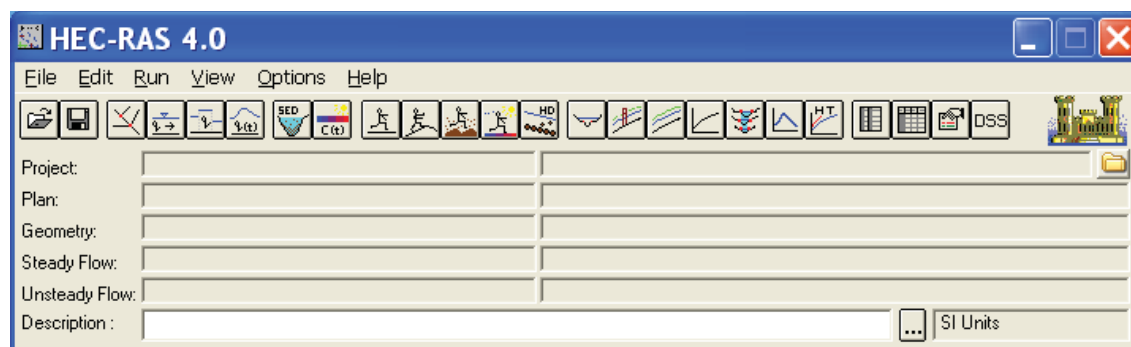 HEC-RAS 4.0
File Edit Run View Options Help
SED C(t) HD HT DSS
Project:
Plan:
Geometry:
Steady Flow:
Unsteady Flow:
Description : ... SI Units